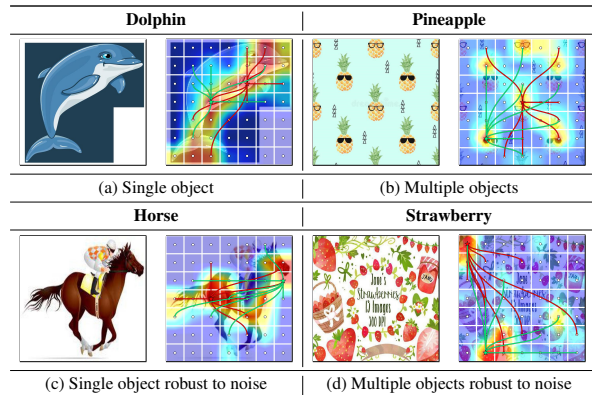 Dolphin
Pineapple
(a) Single object
(b) Multiple objects
Horse
Strawberry
Jane's
Strawberries
13 Images
300 DPI
JAMS
(c) Single object robust to noise
(d) Multiple objects robust to noise